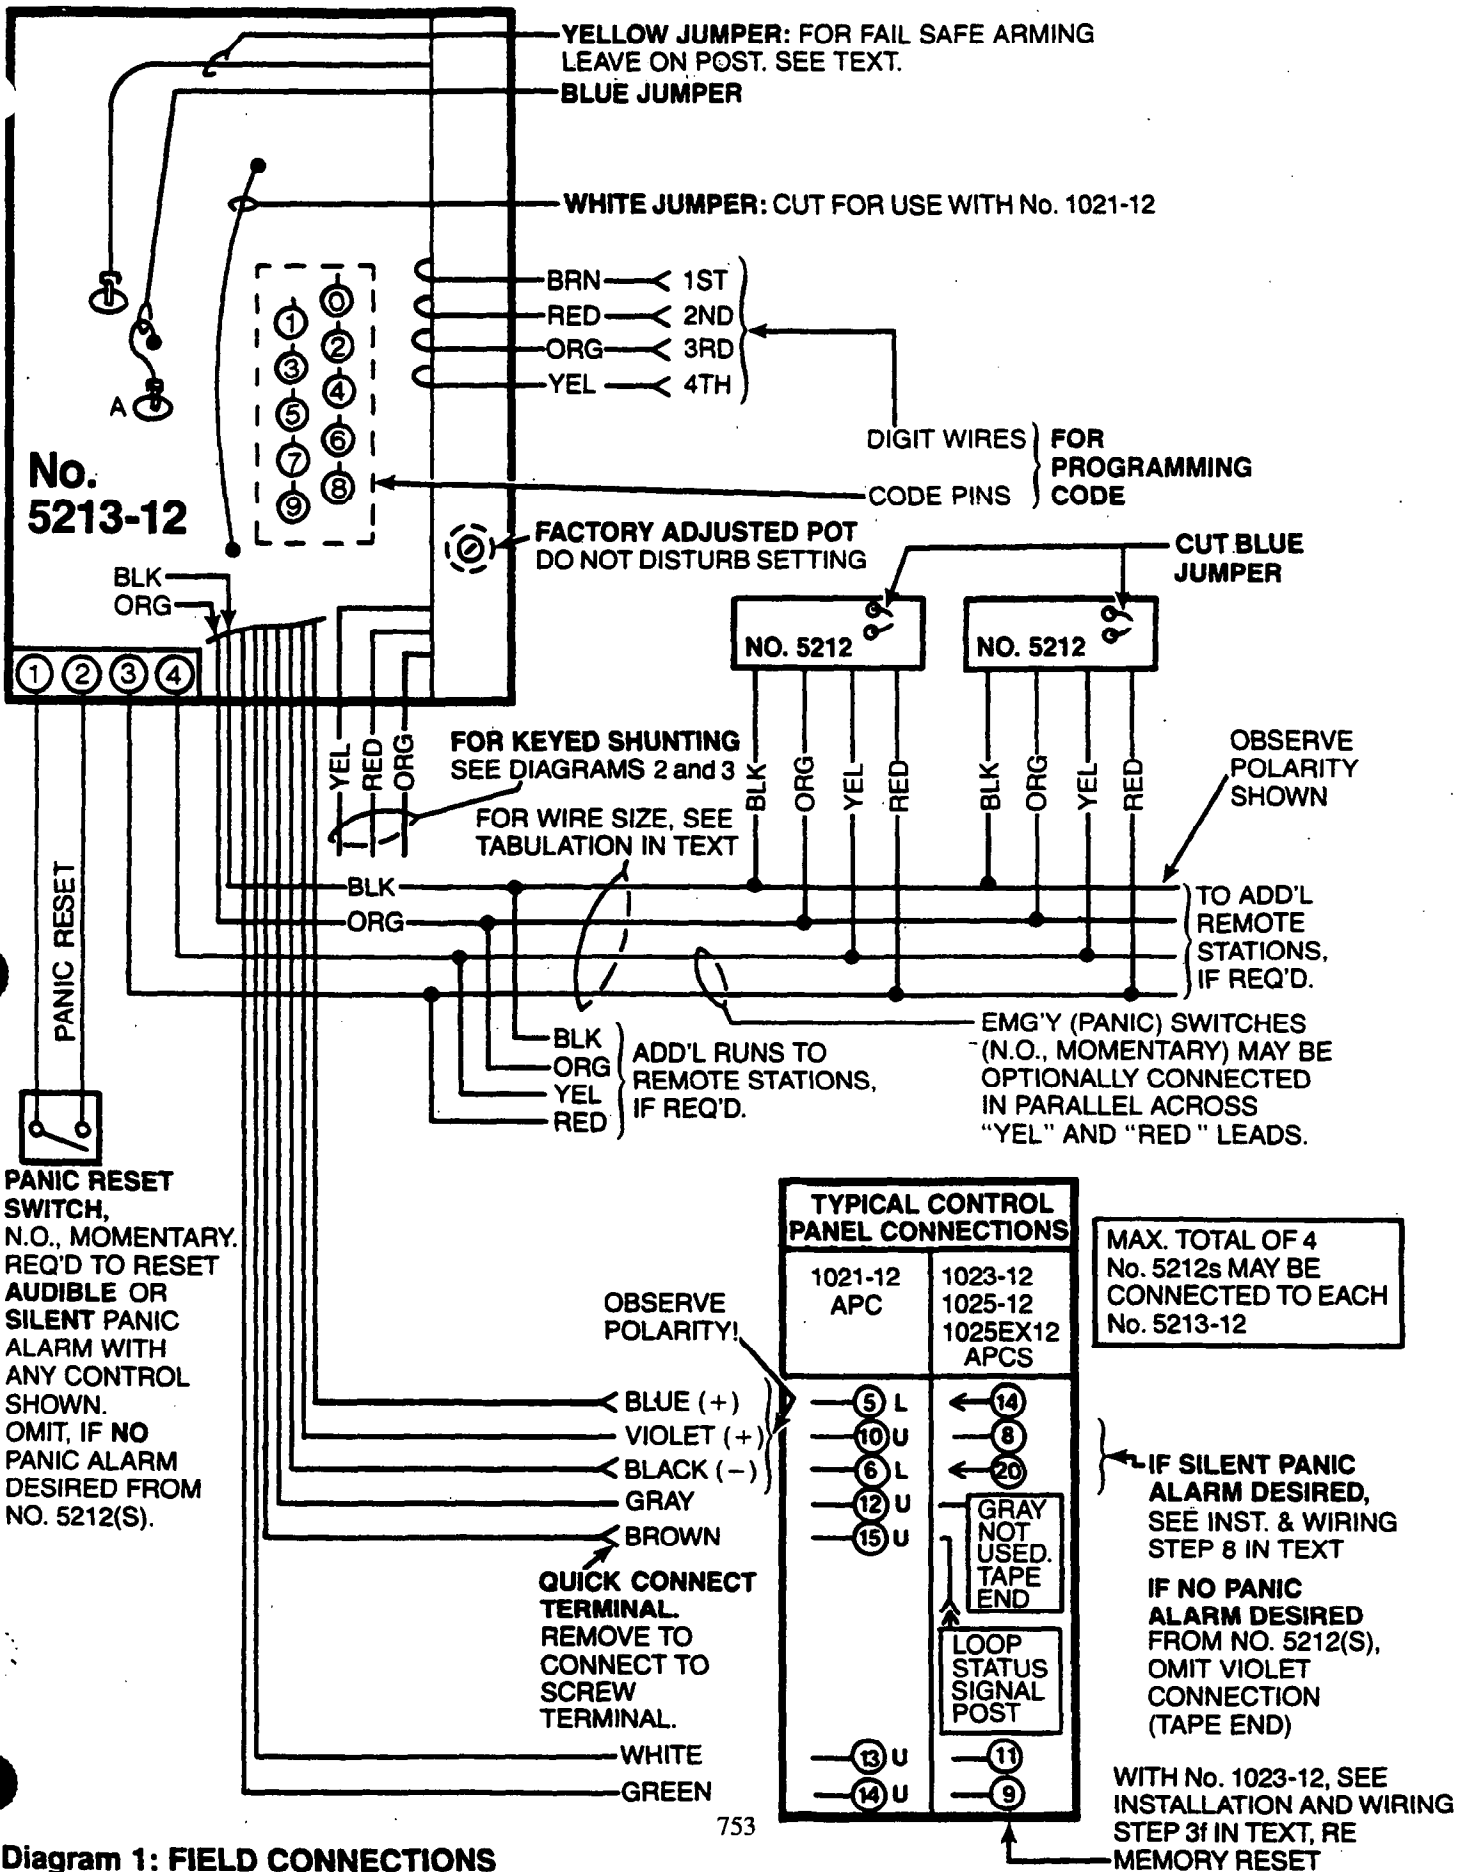 YELLOW JUMPER: FOR FAIL SAFE ARMING
LEAVE ON POST. SEE TEXT.
BLUE JUMPER
WHITE JUMPER: CUT FOR USE WITH No. 1021-12
BRN 1ST
RED 2ND
ORG 3RD
YEL 4TH
0
1
2
3
4
5
6
7
8
9
A
No.
5213-12
DIGIT WIRES
CODE PINS
FOR
PROGRAMMING
CODE
FACTORY ADJUSTED POT
DO NOT DISTURB SETTING
CUT BLUE
JUMPER
BLK
ORG
1 2 3 4
NO. 5212
NO. 5212
YEL
RED
ORG
FOR KEYED SHUNTING
SEE DIAGRAMS 2 and 3
FOR WIRE SIZE, SEE
TABULATION IN TEXT
BLK
ORG
YEL
RED
BLK
ORG
YEL
RED
OBSERVE
POLARITY
SHOWN
PANIC RESET
BLK
ORG
TO ADD'L
REMOTE
STATIONS,
IF REQ'D.
BLK
ORG
YEL
RED
ADD'L RUNS TO
REMOTE STATIONS,
IF REQ'D.
EMG'Y (PANIC) SWITCHES
(N.O., MOMENTARY) MAY BE
OPTIONALLY CONNECTED
IN PARALLEL ACROSS
"YEL" AND "RED" LEADS.
PANIC RESET
SWITCH,
N.O., MOMENTARY.
REQ'D TO RESET
AUDIBLE OR
SILENT PANIC
ALARM WITH
ANY CONTROL
SHOWN.
OMIT, IF NO
PANIC ALARM
DESIRED FROM
NO. 5212(S).
TYPICAL CONTROL
PANEL CONNECTIONS
1021-12
APC
1023-12
1025-12
1025EX12
APCS
MAX. TOTAL OF 4
No. 5212s MAY BE
CONNECTED TO EACH
No. 5213-12
OBSERVE
POLARITY!
BLUE (+) 5 L 14
VIOLET (+) 10 U 8
BLACK (−) 6 L 20
GRAY 12 U
BROWN 15 U
GRAY
NOT
USED.
TAPE
END
LOOP
STATUS
SIGNAL
POST
QUICK CONNECT
TERMINAL.
REMOVE TO
CONNECT TO
SCREW
TERMINAL.
WHITE 13 U 11
GREEN 14 U 9
IF SILENT PANIC
ALARM DESIRED,
SEE INST. & WIRING
STEP 8 IN TEXT
IF NO PANIC
ALARM DESIRED
FROM NO. 5212(S),
OMIT VIOLET
CONNECTION
(TAPE END)
WITH No. 1023-12, SEE
INSTALLATION AND WIRING
STEP 3f IN TEXT, RE
MEMORY RESET
753
Diagram 1: FIELD CONNECTIONS